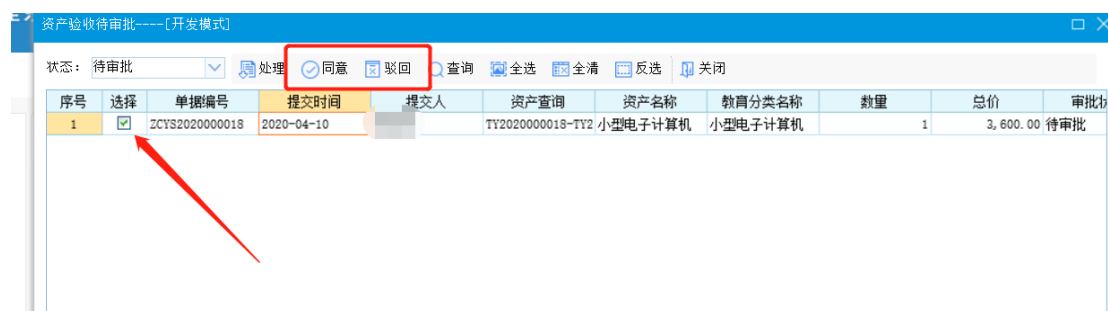 资产验收待审批----[开发模式]
状态： 待审批 处理 同意 驳回 查询 全选 全清 反选 关闭
序号 选择 单据编号 提交时间 提交人 资产查询 资产名称 教育分类名称 数量 总价
1 ZCYS2020000018 2020-04-10 TY2020000018-TY2 小型电子计算机 小型电子计算机 1 3,600.00 待审批